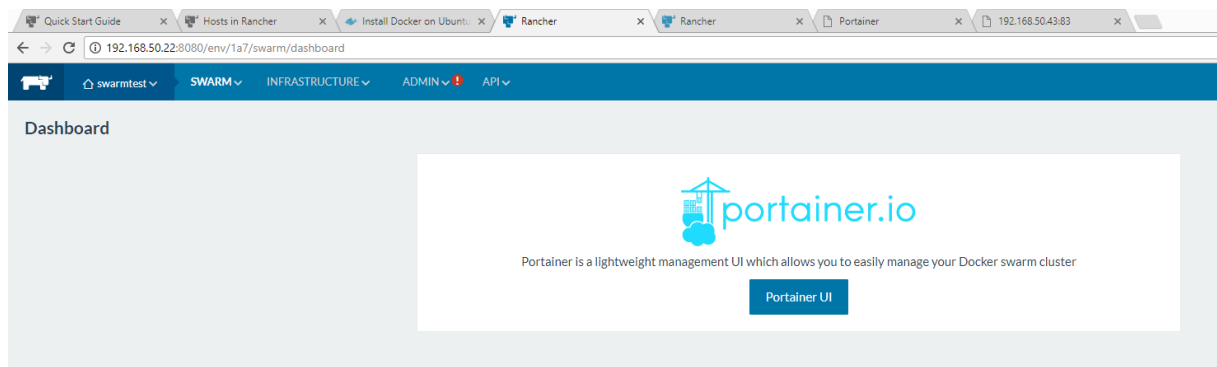 Quick Start Guide
Hosts in Rancher
Install Docker on Ubuntu
Rancher
Rancher
Portainer
192.168.50.43:83
192.168.50.22:8080/env/1a7/swarm/dashboard
swarmtest SWARM INFRASTRUCTURE ADMIN ! API
Dashboard
portainer.io
Portainer is a lightweight management UI which allows you to easily manage your Docker swarm cluster
Portainer UI